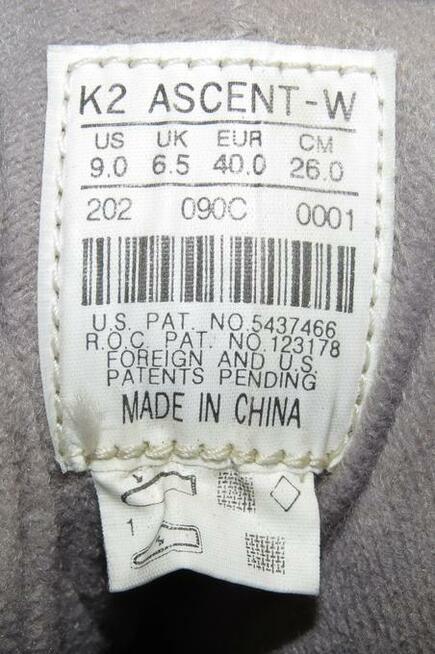 K2 ASCENT-W
US UK EUR CM
9.0 6.5 40.0 26.0
202 090C 0001
U.S. PAT. NO.5437466
R.O.C. PAT. NO.123178
FOREIGN AND U.S.
PATENTS PENDING
MADE IN CHINA
1